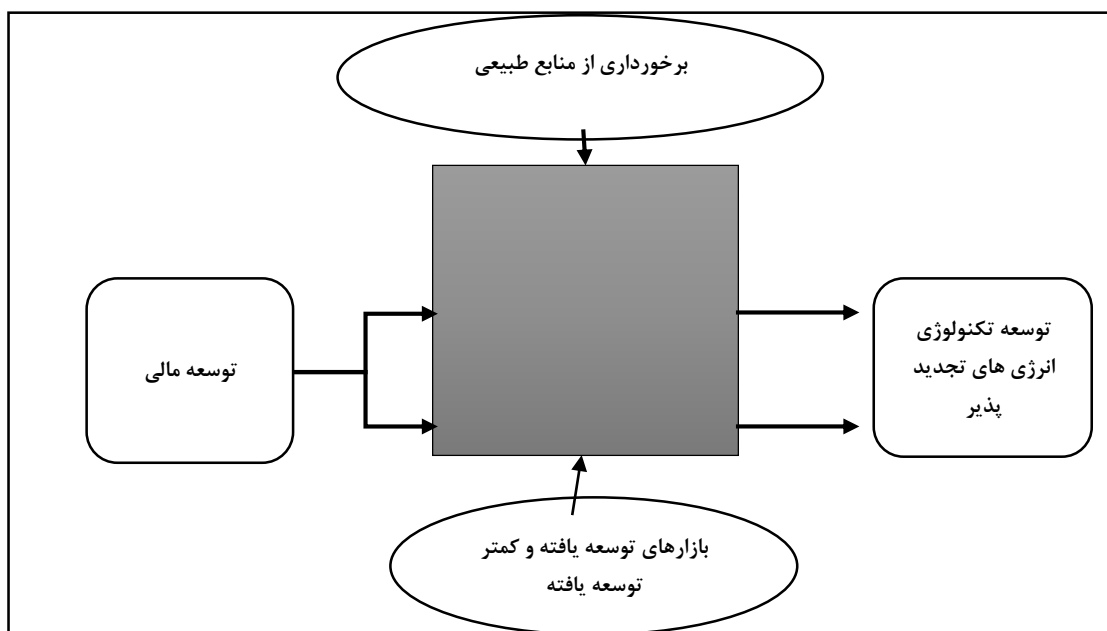 برخورداری از منابع طبیعی
توسعه تکنولوژی
انرژی های تجدید
پذیر
توسعه مالی
بازارهای توسعه یافته و کمتر
توسعه یافته